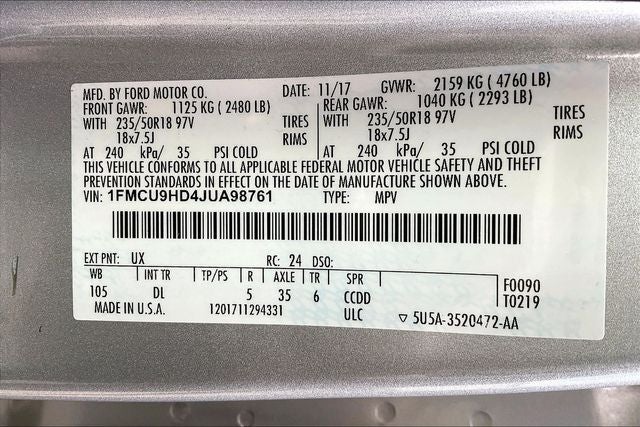 MFD. BY FORD MOTOR CO. DATE: 11/17 GVWR: 2159 KG ( 4760 LB)
FRONT GAWR: 1125 KG ( 2480 LB) REAR GAWR: 1040 KG ( 2293 LB)
WITH 235/50R18 97V TIRES WITH 235/50R18 97V TIRES
18x7.5J RIMS 18x7.5J RIMS
AT 240 kPa/ 35 PSI COLD AT 240 kPa/ 35 PSI COLD
THIS VEHICLE CONFORMS TO ALL APPLICABLE FEDERAL MOTOR VEHICLE SAFETY AND THEFT
PREVENTION STANDARDS IN EFFECT ON THE DATE OF MANUFACTURE SHOWN ABOVE.
VIN: 1FMCU9HD4JUA98761 TYPE: MPV
EXT PNT: UX RC: 24 DSO:
WB INT TR TP/PS R AXLE TR SPR F0090
105 DL 5 35 6 CCDD T0219
MADE IN U.S.A. 1201711294331 ULC ▽ 5U5A-3520472-AA